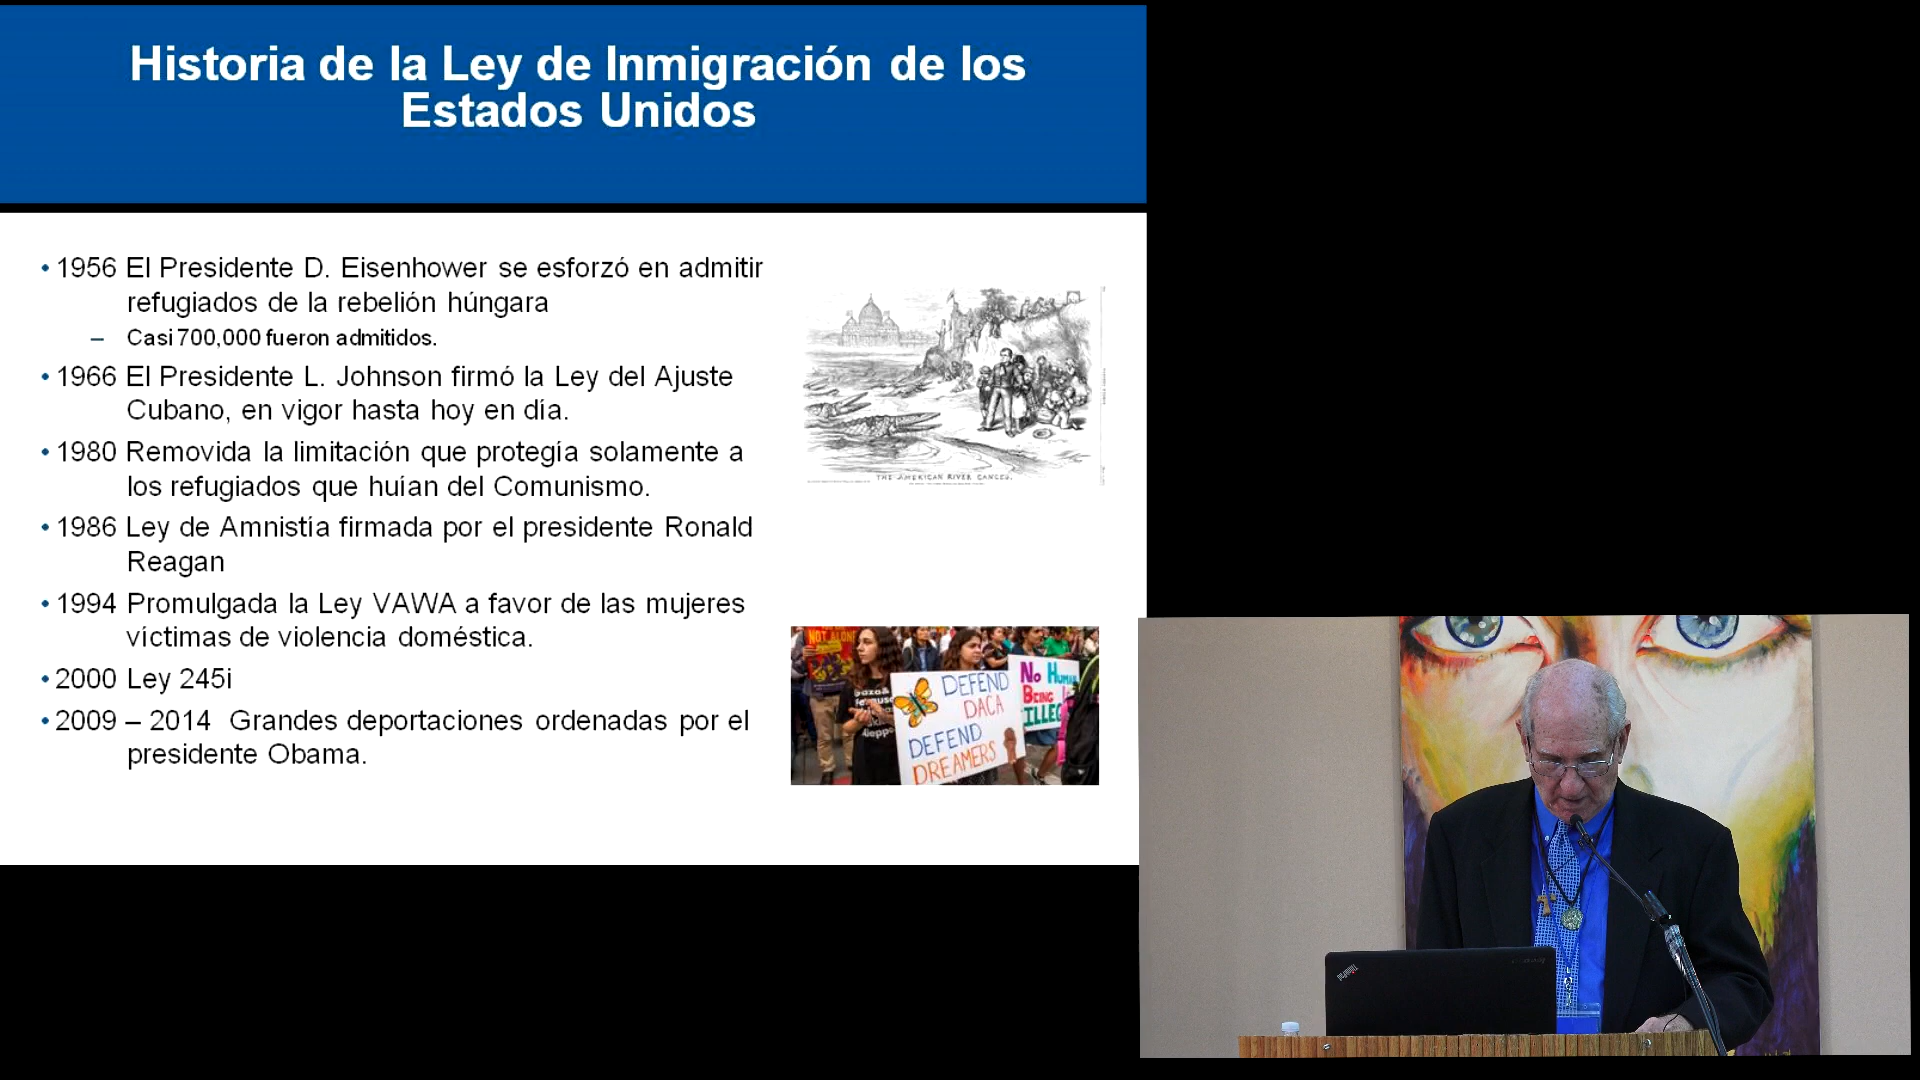 Historia de la Ley de Inmigración de los
Estados Unidos
• 1956 El Presidente D. Eisenhower se esforzó en admitir
refugiados de la rebelión húngara
– Casi 700,000 fueron admitidos.
• 1966 El Presidente L. Johnson firmó la Ley del Ajuste
Cubano, en vigor hasta hoy en día.
• 1980 Removida la limitación que protegía solamente a
los refugiados que huían del Comunismo.
• 1986 Ley de Amnistía firmada por el presidente Ronald
Reagan
• 1994 Promulgada la Ley VAWA a favor de las mujeres
víctimas de violencia doméstica.
• 2000 Ley 245i
• 2009 – 2014 Grandes deportaciones ordenadas por el
presidente Obama.
THE AMERICAN RIVER GANGES.
NOT ALONE
DEFEND
DACA
DEFEND
DREAMERS
No Human
Being
ILLEG
ThinkPad